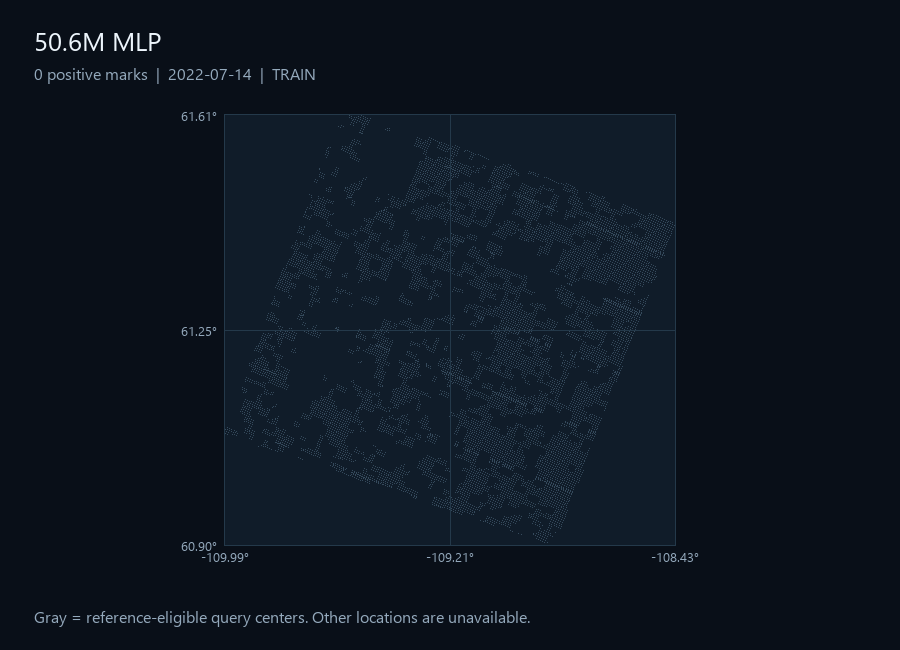 50.6M MLP
0 positive marks | 2022-07-14 | TRAIN
61.61°
61.25°
60.90°
-109.99°
-109.21°
-108.43°
Gray = reference-eligible query centers. Other locations are unavailable.